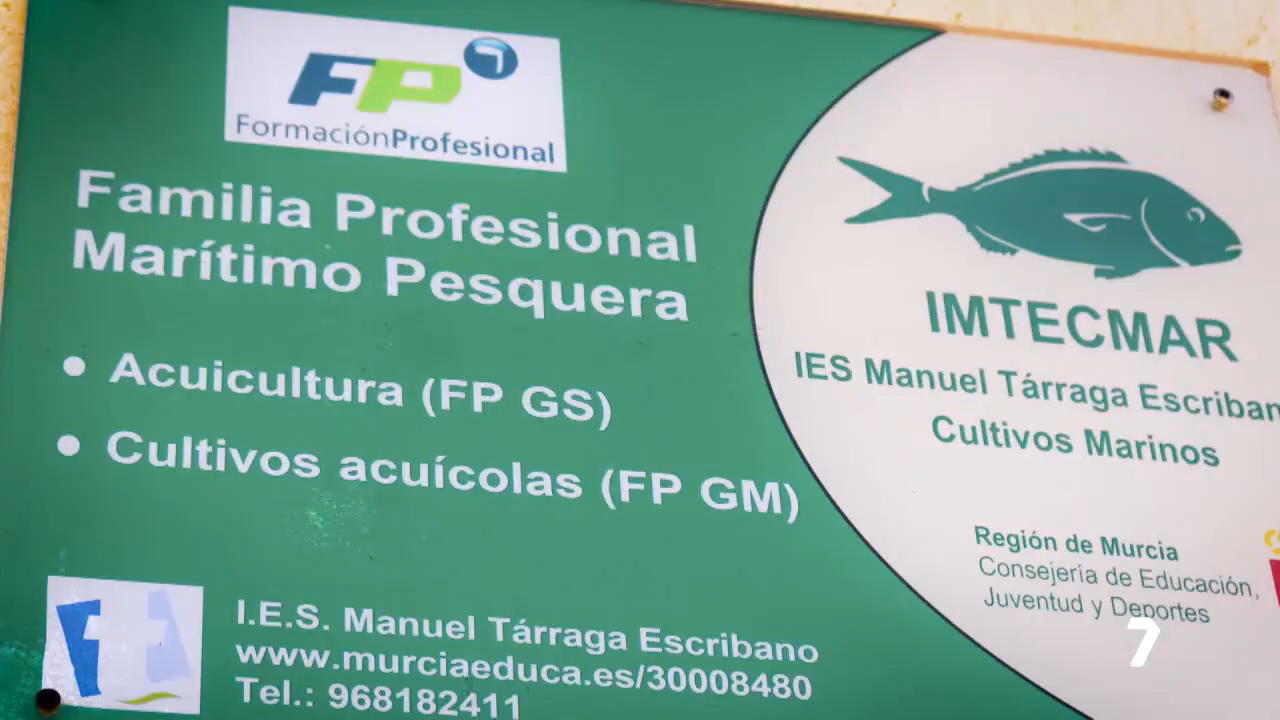 FP
FormaciónProfesional
Familia Profesional
Marítimo Pesquera
• Acuicultura (FP GS)
• Cultivos acuícolas (FP GM)
I.E.S. Manuel Tárraga Escribano
www.murciaeduca.es/30008480
Tel.: 968182411
IMTECMAR
IES Manuel Tárraga Escriban
Cultivos Marinos
Región de Murcia
Consejería de Educación,
Juventud y Deportes
7